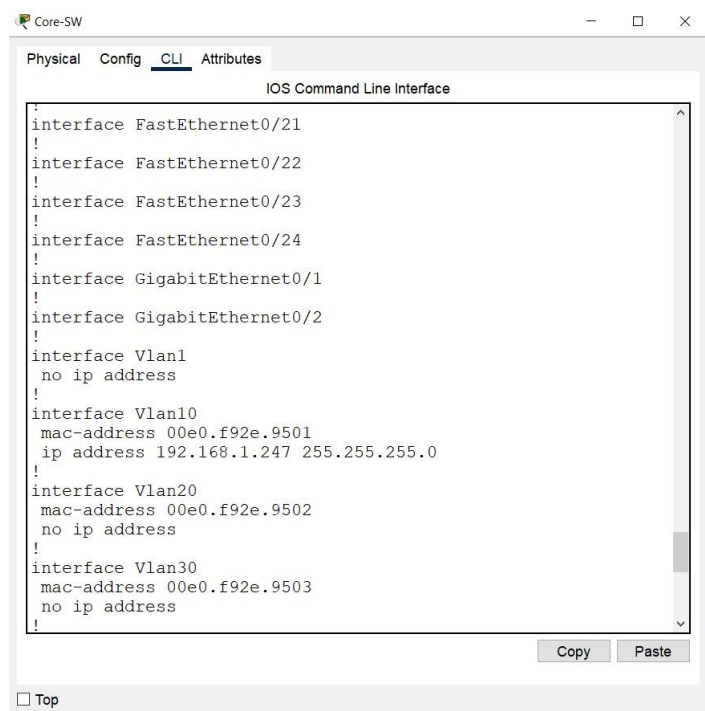 Core-SW
Physical Config CLI Attributes
IOS Command Line Interface
!
interface FastEthernet0/21
!
interface FastEthernet0/22
!
interface FastEthernet0/23
!
interface FastEthernet0/24
!
interface GigabitEthernet0/1
!
interface GigabitEthernet0/2
!
interface Vlan1
 no ip address
!
interface Vlan10
 mac-address 00e0.f92e.9501
 ip address 192.168.1.247 255.255.255.0
!
interface Vlan20
 mac-address 00e0.f92e.9502
 no ip address
!
interface Vlan30
 mac-address 00e0.f92e.9503
 no ip address
!
Copy Paste
Top